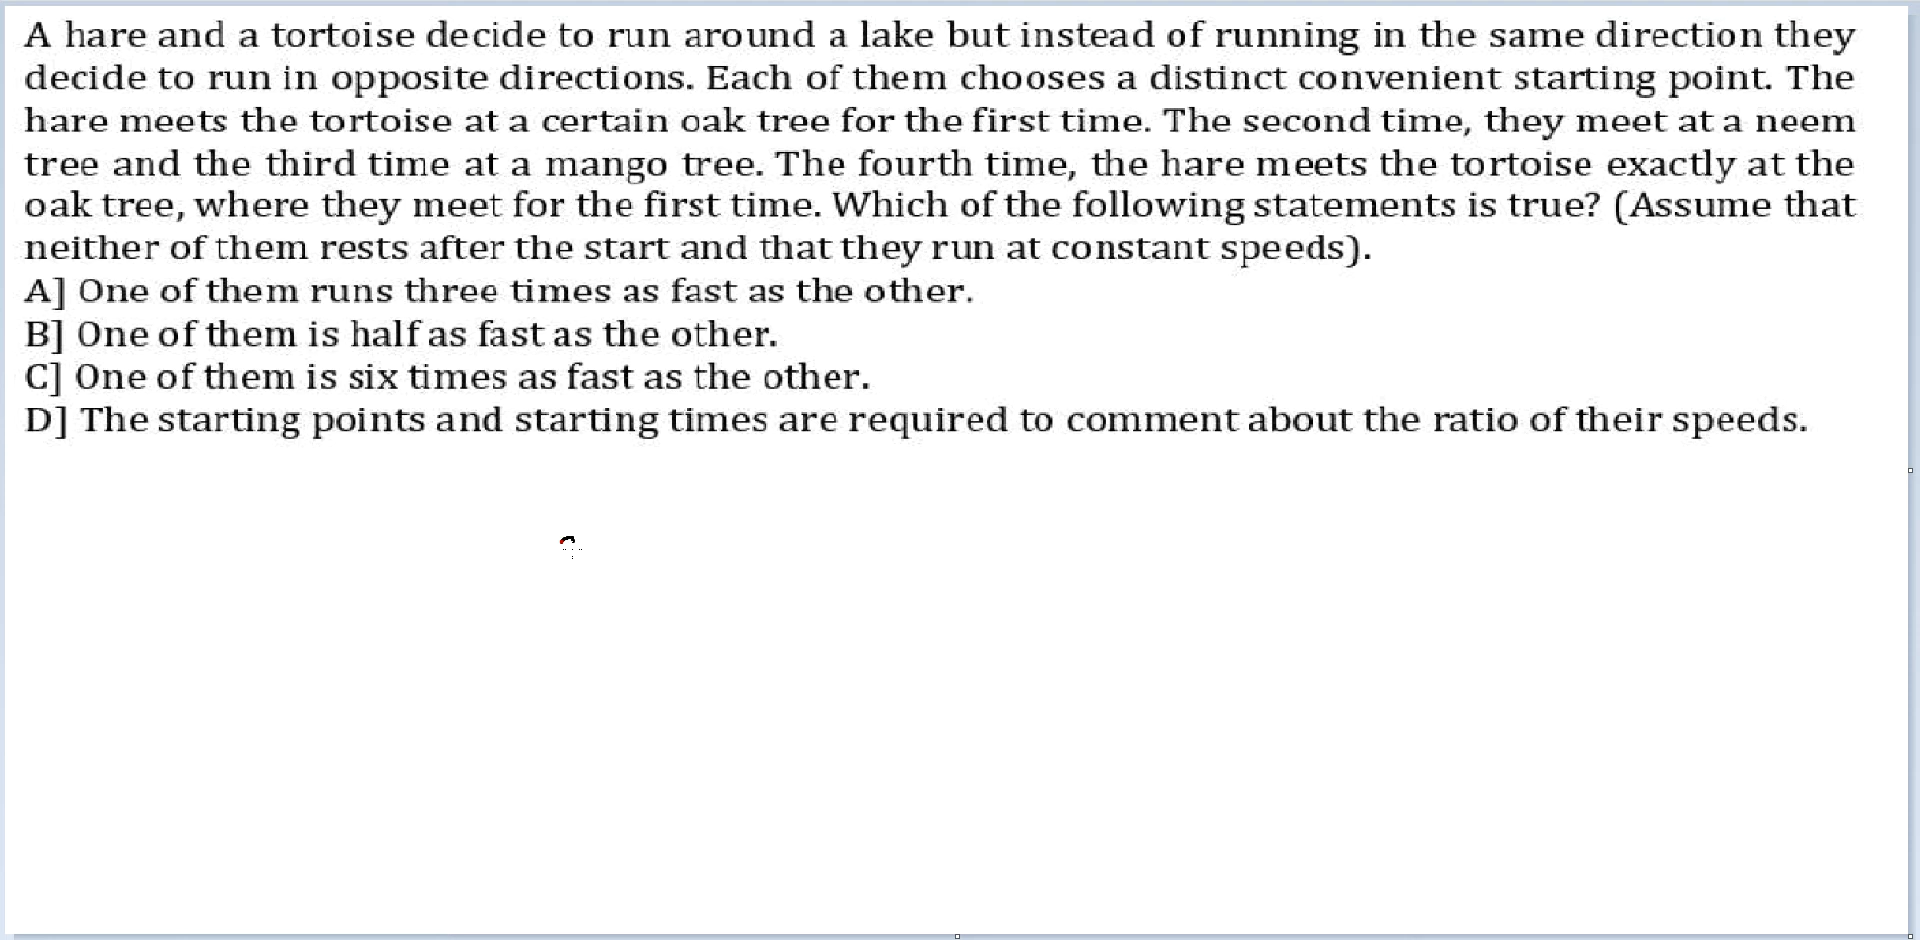 A hare and a tortoise decide to run around a lake but instead of running in the same direction they
decide to run in opposite directions. Each of them chooses a distinct convenient starting point. The
hare meets the tortoise at a certain oak tree for the first time. The second time, they meet at a neem
tree and the third time at a mango tree. The fourth time, the hare meets the tortoise exactly at the
oak tree, where they meet for the first time. Which of the following statements is true? (Assume that
neither of them rests after the start and that they run at constant speeds).
A] One of them runs three times as fast as the other.
B] One of them is half as fast as the other.
C] One of them is six times as fast as the other.
D] The starting points and starting times are required to comment about the ratio of their speeds.